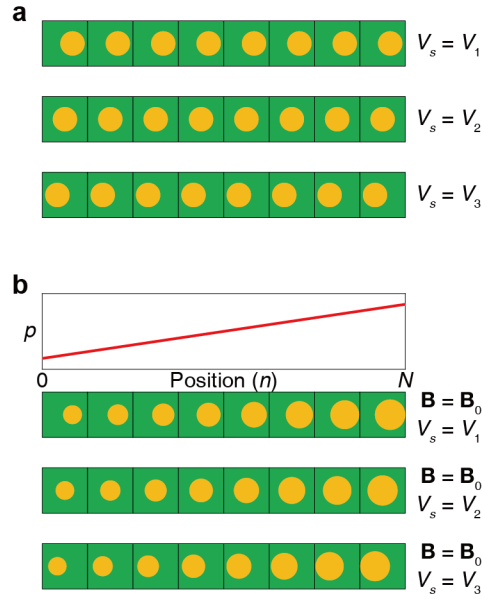 a
Vₛ = V₁
Vₛ = V₂
Vₛ = V₃
b
p
0 Position (n) N
B = B₀
Vₛ = V₁
B = B₀
Vₛ = V₂
B = B₀
Vₛ = V₃